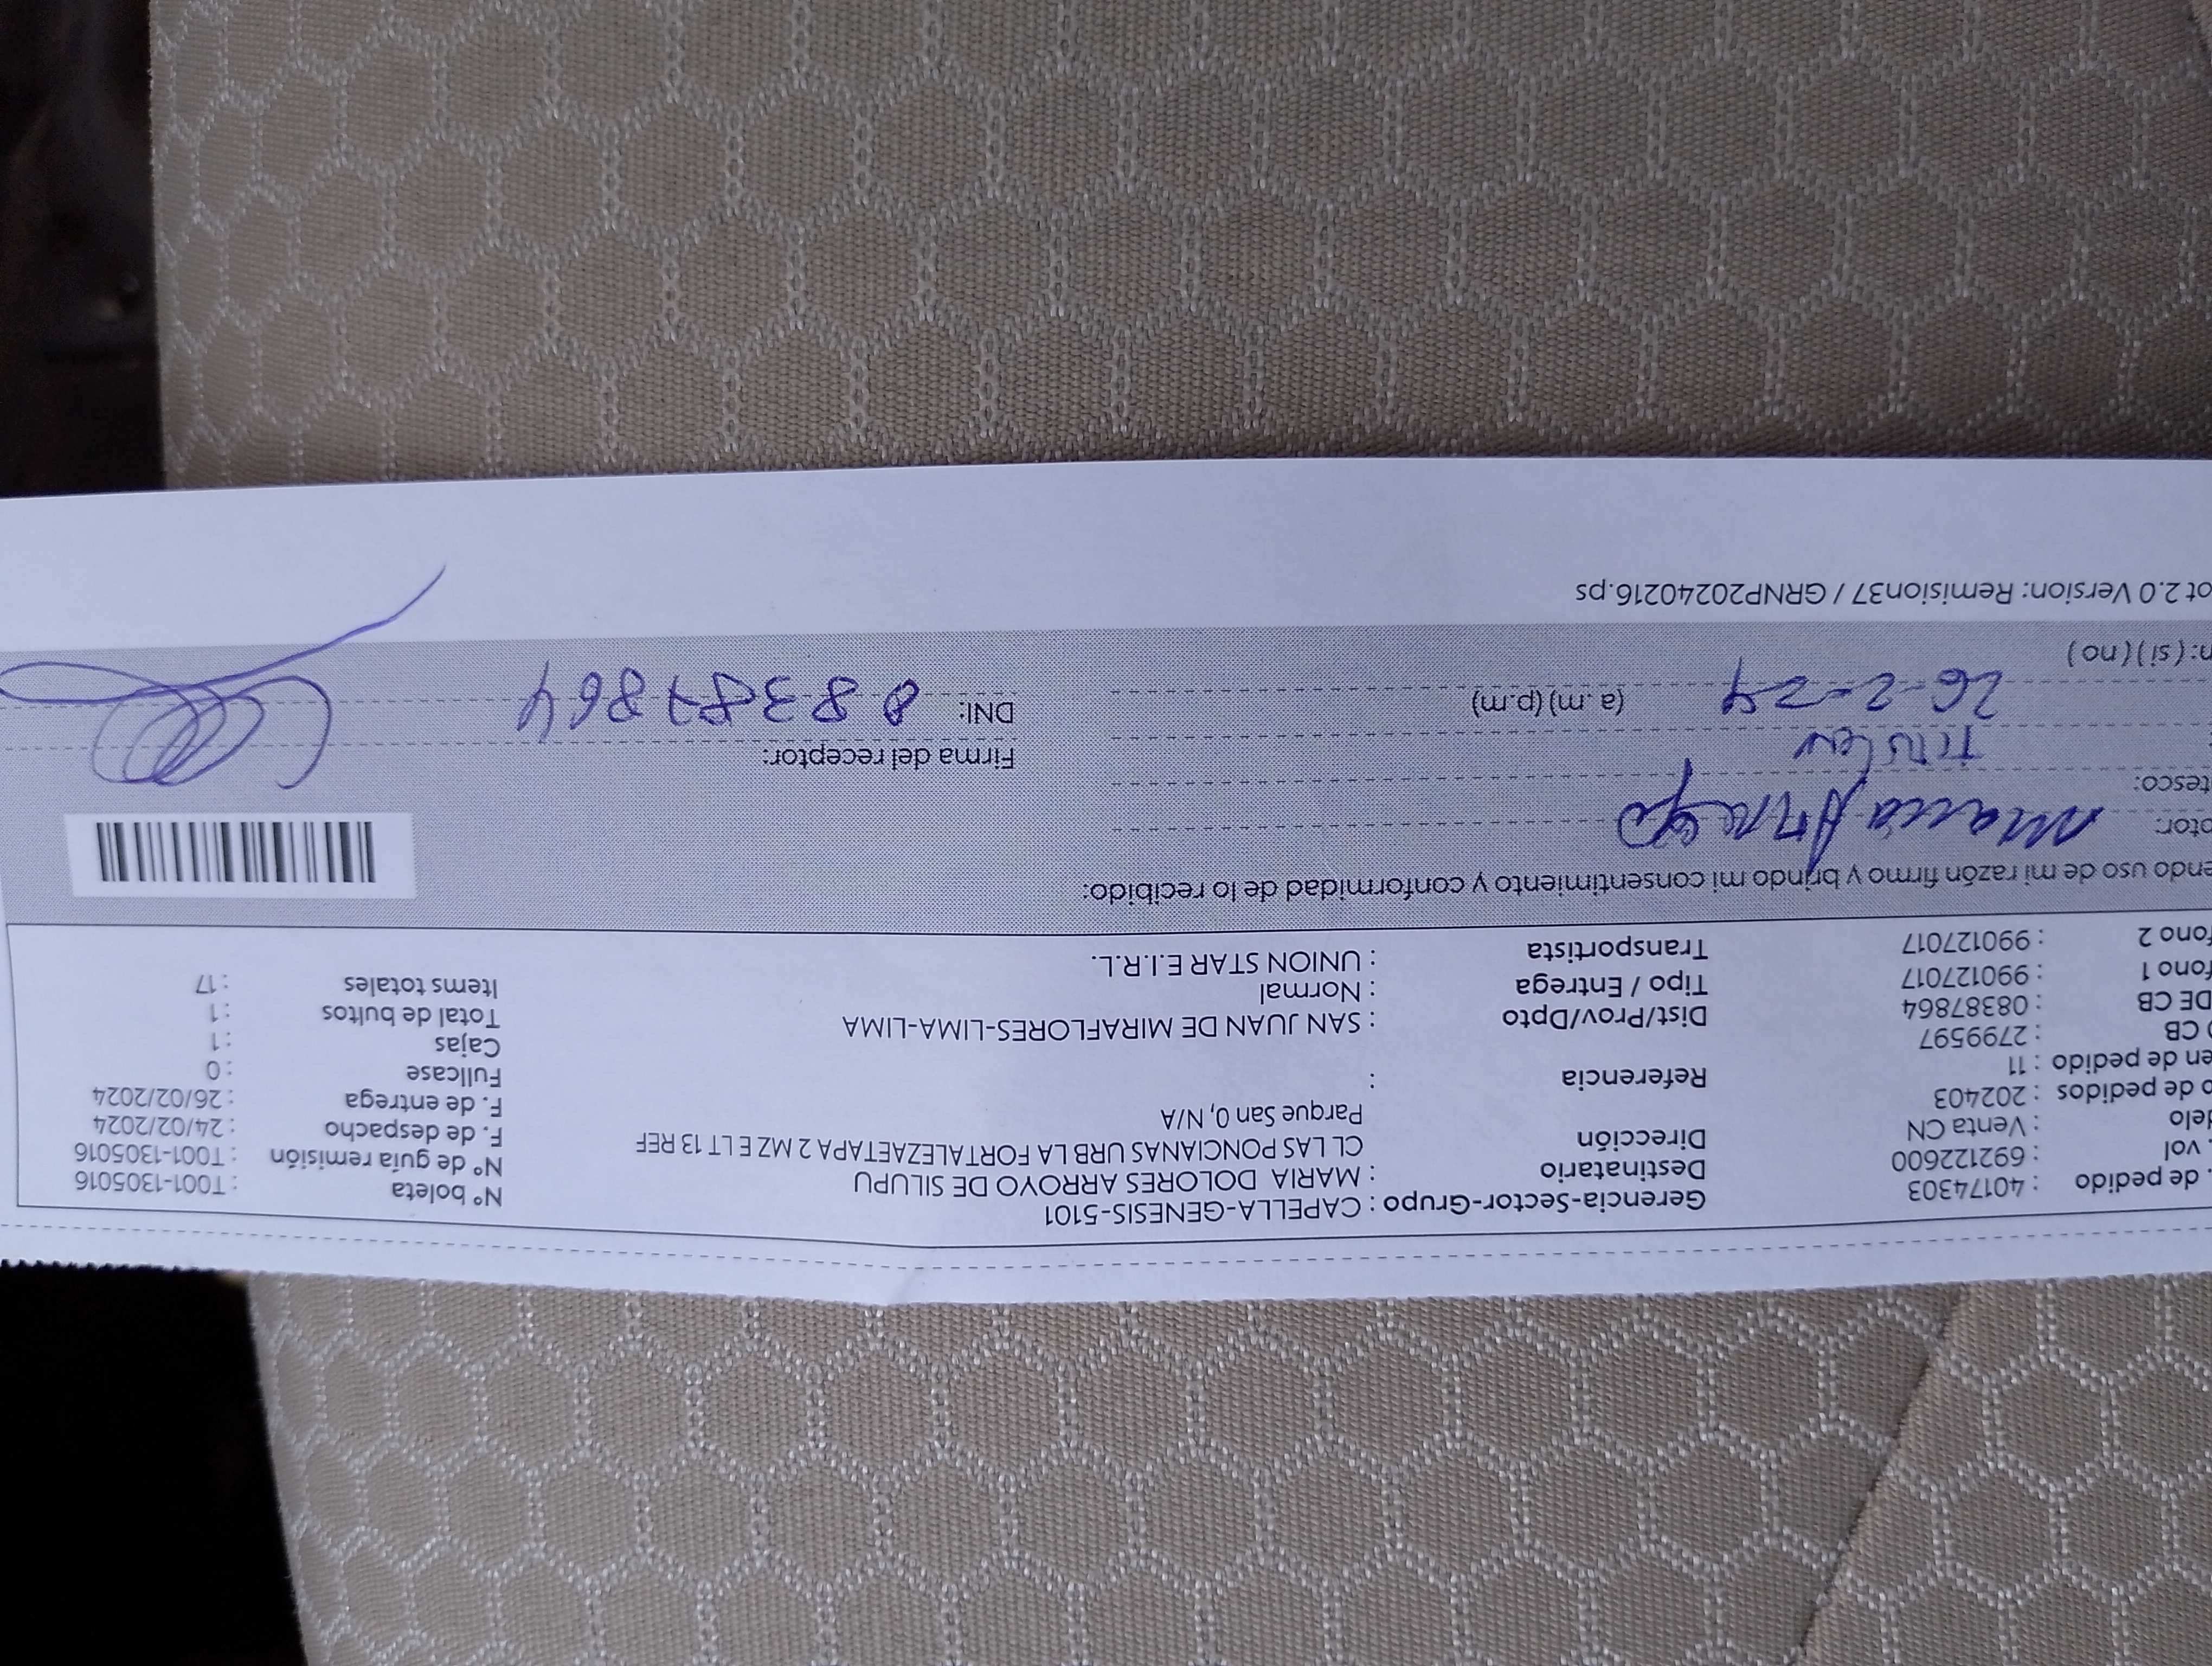 . de pedido : 40174303 Gerencia-Sector-Grupo : CAPELLA-GENESIS-5101 Nº boleta : T001-1305016
. vol : 692122600 Destinatario : MARIA DOLORES ARROYO DE SILUPU Nº de guía remisión : T001-1305016
delo : Venta CN Dirección CL LAS PONCIANAS URB LA FORTALEZAETAPA 2 MZ E LT 13 REF F. de despacho : 24/02/2024
o de pedidos : 202403 Parque San 0, N/A F. de entrega : 26/02/2024
en de pedido : 11 Referencia : Fullcase : 0
o CB : 2799597 Cajas : 1
DE CB : 08387864 Dist/Prov/Dpto : SAN JUAN DE MIRAFLORES-LIMA-LIMA Total de bultos : 1
fono 1 : 990127017 Tipo / Entrega : Normal Items totales : 17
fono 2 : 990127017 Transportista : UNION STAR E.I.R.L.
endo uso de mi razón firmo y brindo mi consentimiento y conformidad de lo recibido:
ptor: Maria Arroyo
tesco: Titular Firma del receptor:
26-2-24 (a.m) (p.m) DNI: 08387864
n: (si) (no)
ot 2.0 Version: Remision37 / GRNP20240216.ps